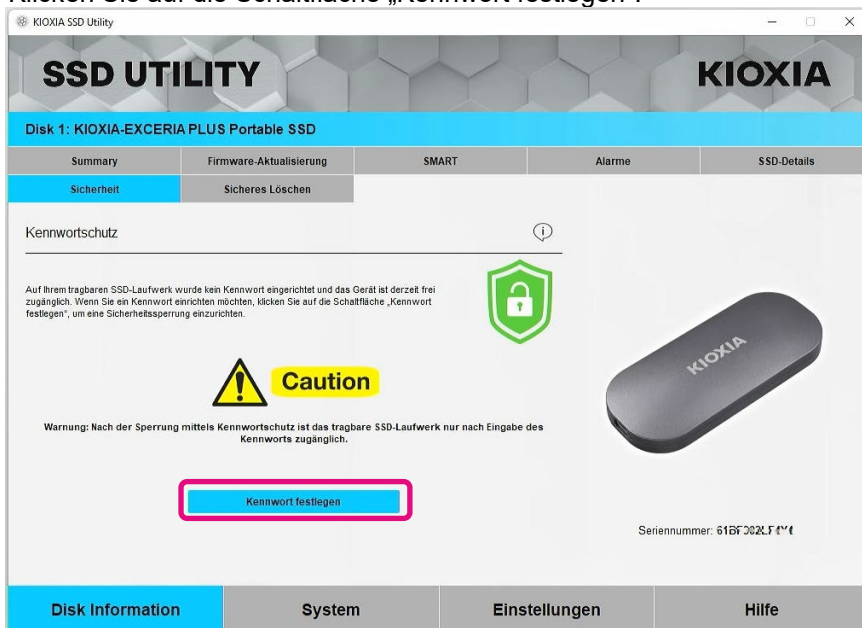 Klicken Sie auf die Schaltfläche „Kennwort festlegen“.
KIOXIA SSD Utility
SSD UTILITY
KIOXIA
Disk 1: KIOXIA-EXCERIA PLUS Portable SSD
Summary Firmware-Aktualisierung SMART Alarme SSD-Details
Sicherheit Sicheres Löschen
Kennwortschutz
Auf Ihrem tragbaren SSD-Laufwerk wurde kein Kennwort eingerichtet und das Gerät ist derzeit frei
zugänglich. Wenn Sie ein Kennwort einrichten möchten, klicken Sie auf die Schaltfläche „Kennwort
festlegen“, um eine Sicherheitssperrung einzurichten.
KIOXIA
Caution
Warnung: Nach der Sperrung mittels Kennwortschutz ist das tragbare SSD-Laufwerk nur nach Eingabe des
Kennworts zugänglich.
Kennwort festlegen
Seriennummer:
Disk Information System Einstellungen Hilfe